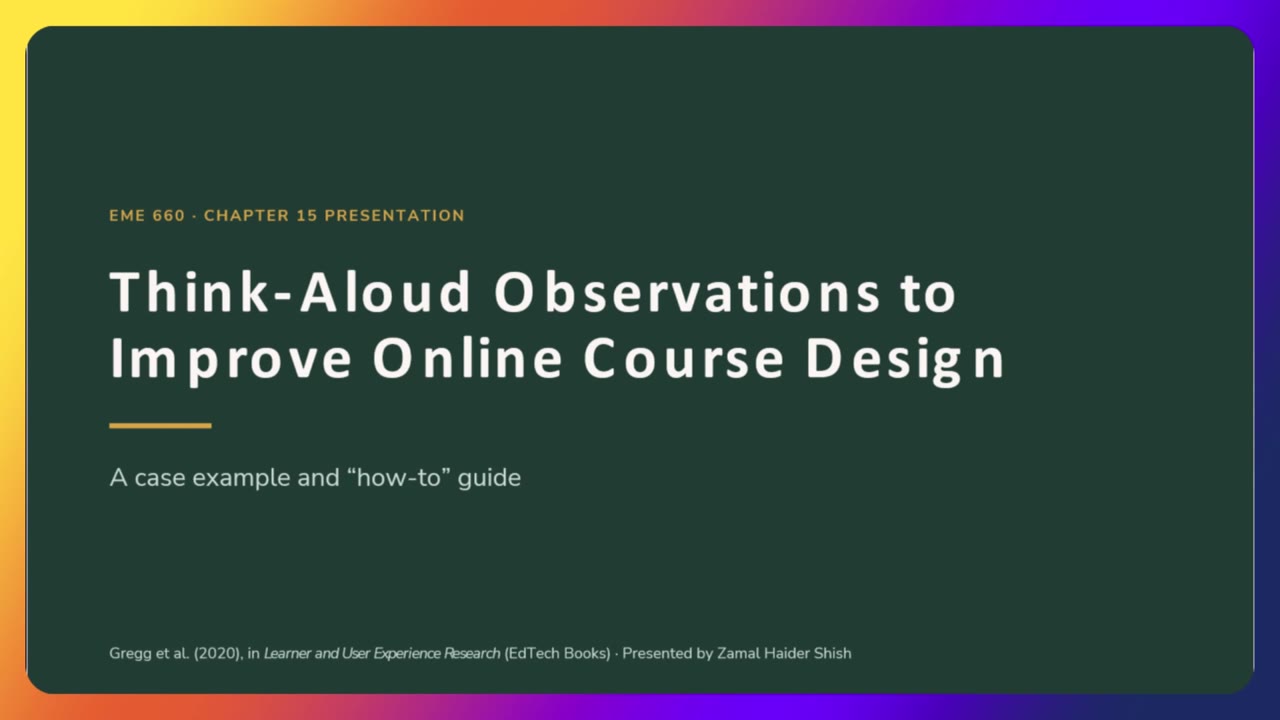 EME 660 · CHAPTER 15 PRESENTATION
Think-Aloud Observations to
Improve Online Course Design
A case example and “how-to” guide
Gregg et al. (2020), in Learner and User Experience Research (EdTech Books) · Presented by Zamal Haider Shish